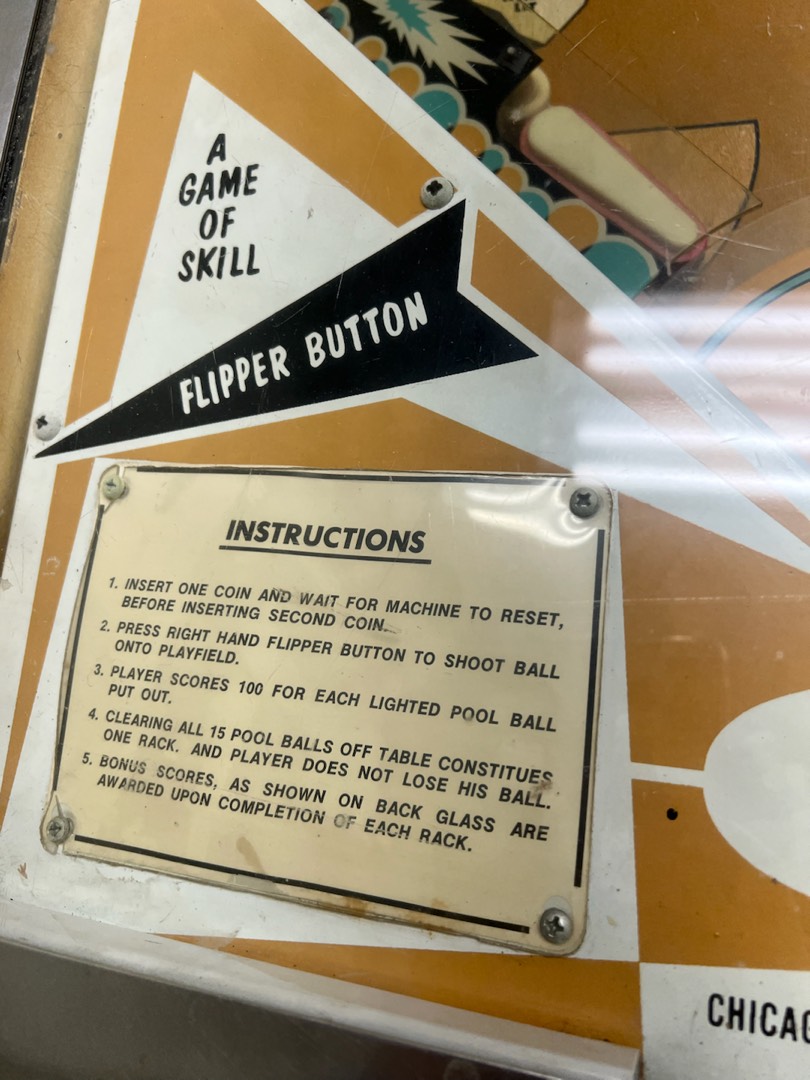 A
GAME
OF
SKILL
FLIPPER BUTTON
INSTRUCTIONS
1. INSERT ONE COIN AND WAIT FOR MACHINE TO RESET,
BEFORE INSERTING SECOND COIN.
2. PRESS RIGHT HAND FLIPPER BUTTON TO SHOOT BALL
ONTO PLAYFIELD.
3. PLAYER SCORES 100 FOR EACH LIGHTED POOL BALL
PUT OUT.
4. CLEARING ALL 15 POOL BALLS OFF TABLE CONSTITUES
ONE RACK. AND PLAYER DOES NOT LOSE HIS BALL.
5. BONUS SCORES, AS SHOWN ON BACK GLASS ARE
AWARDED UPON COMPLETION OF EACH RACK.